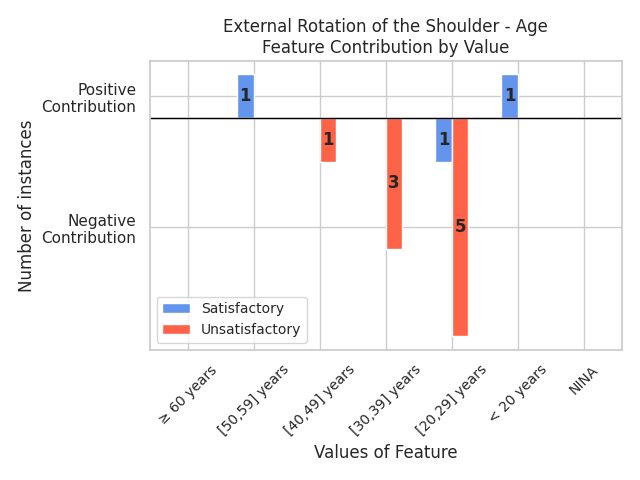 External Rotation of the Shoulder - Age
Feature Contribution by Value
Positive
Contribution
Negative
Contribution
Number of instances
1
1
3
1
5
1
Satisfactory
Unsatisfactory
≥ 60 years
[50,59] years
[40,49] years
[30,39] years
[20,29] years
< 20 years
NINA
Values of Feature